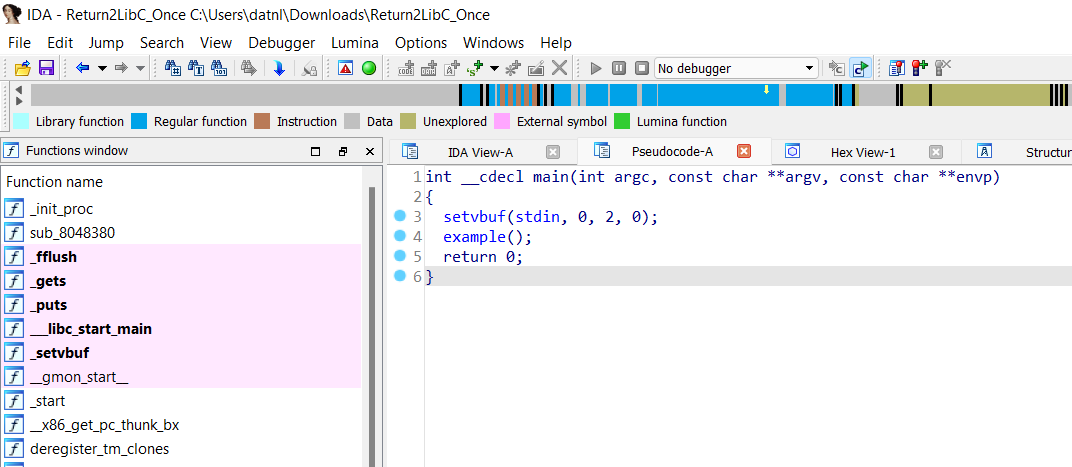 IDA - Return2LibC_Once C:\Users\datnl\Downloads\Return2LibC_Once
File Edit Jump Search View Debugger Lumina Options Windows Help
No debugger
Library function Regular function Instruction Data Unexplored External symbol Lumina function
Functions window
IDA View-A Pseudocode-A Hex View-1 Structur
Function name
_init_proc
sub_8048380
_fflush
_gets
_puts
___libc_start_main
_setvbuf
__gmon_start__
_start
__x86_get_pc_thunk_bx
deregister_tm_clones
1 int __cdecl main(int argc, const char **argv, const char **envp)
2 {
3 setvbuf(stdin, 0, 2, 0);
4 example();
5 return 0;
6 }